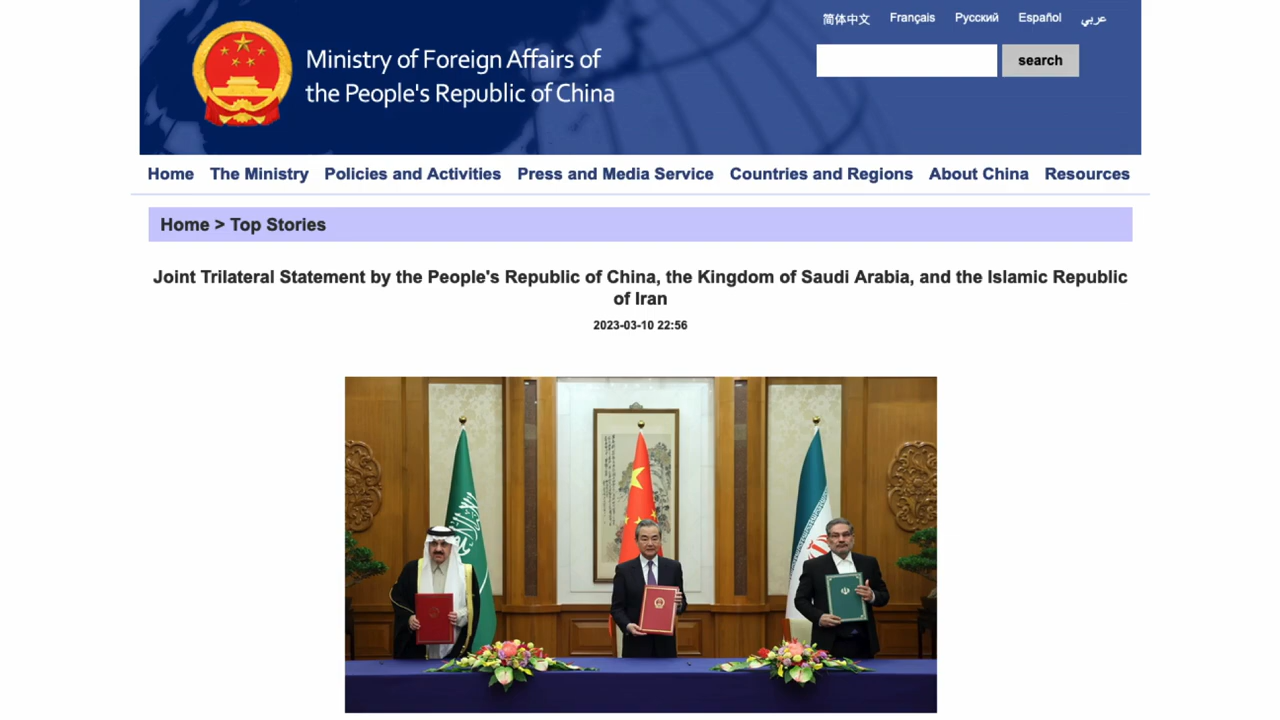 简体中文 Français Русский Español عربي
Ministry of Foreign Affairs of
the People's Republic of China
search
Home The Ministry Policies and Activities Press and Media Service Countries and Regions About China Resources
Home > Top Stories
Joint Trilateral Statement by the People's Republic of China, the Kingdom of Saudi Arabia, and the Islamic Republic
of Iran
2023-03-10 22:56